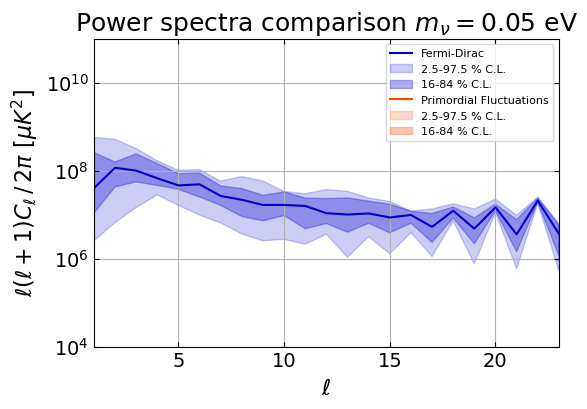 Power spectra comparison $m_\nu = 0.05$ eV
Fermi-Dirac
2.5-97.5 % C.L.
16-84 % C.L.
Primordial Fluctuations
2.5-97.5 % C.L.
16-84 % C.L.
$\ell(\ell+1)C_\ell / 2\pi\ [\mu K^2]$
$10^{10}$
$10^8$
$10^6$
$10^4$
5 10 15 20
$\ell$